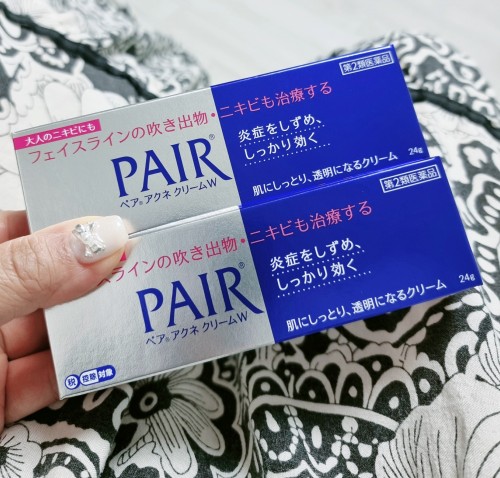 大人のニキビにも
フェイスラインの吹き出物・ニキビも治療する
第2類医薬品
PAIR®
ペア®アクネ クリームW
炎症をしずめ、
しっかり効く
肌にしっとり、透明になるクリーム
24g
ラインの吹き出物・ニキビも治療する
第2類医薬品
PAIR®
ペア®アクネ クリームW
炎症をしずめ、
しっかり効く
肌にしっとり、透明になるクリーム
24g
税 控除 対象